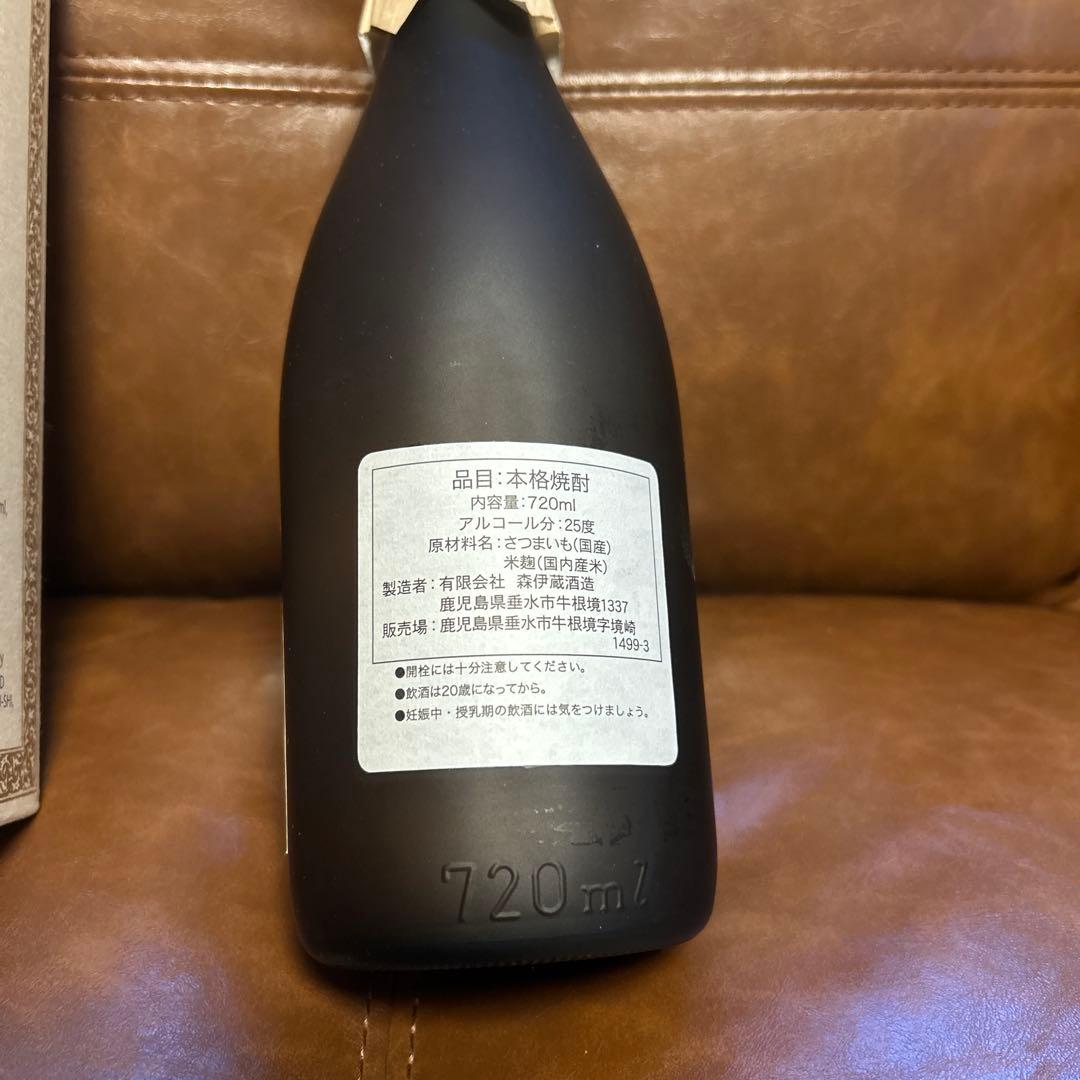 品目：本格焼酎
内容量：720ml
アルコール分：25度
原材料名：さつまいも(国産)
米麹(国内産米)
製造者：有限会社 森伊蔵酒造
鹿児島県垂水市牛根境1337
販売場：鹿児島県垂水市牛根境字境崎
1499-3
●開栓には十分注意してください。
●飲酒は20歳になってから。
●妊娠中・授乳期の飲酒には気をつけましょう。
720ml